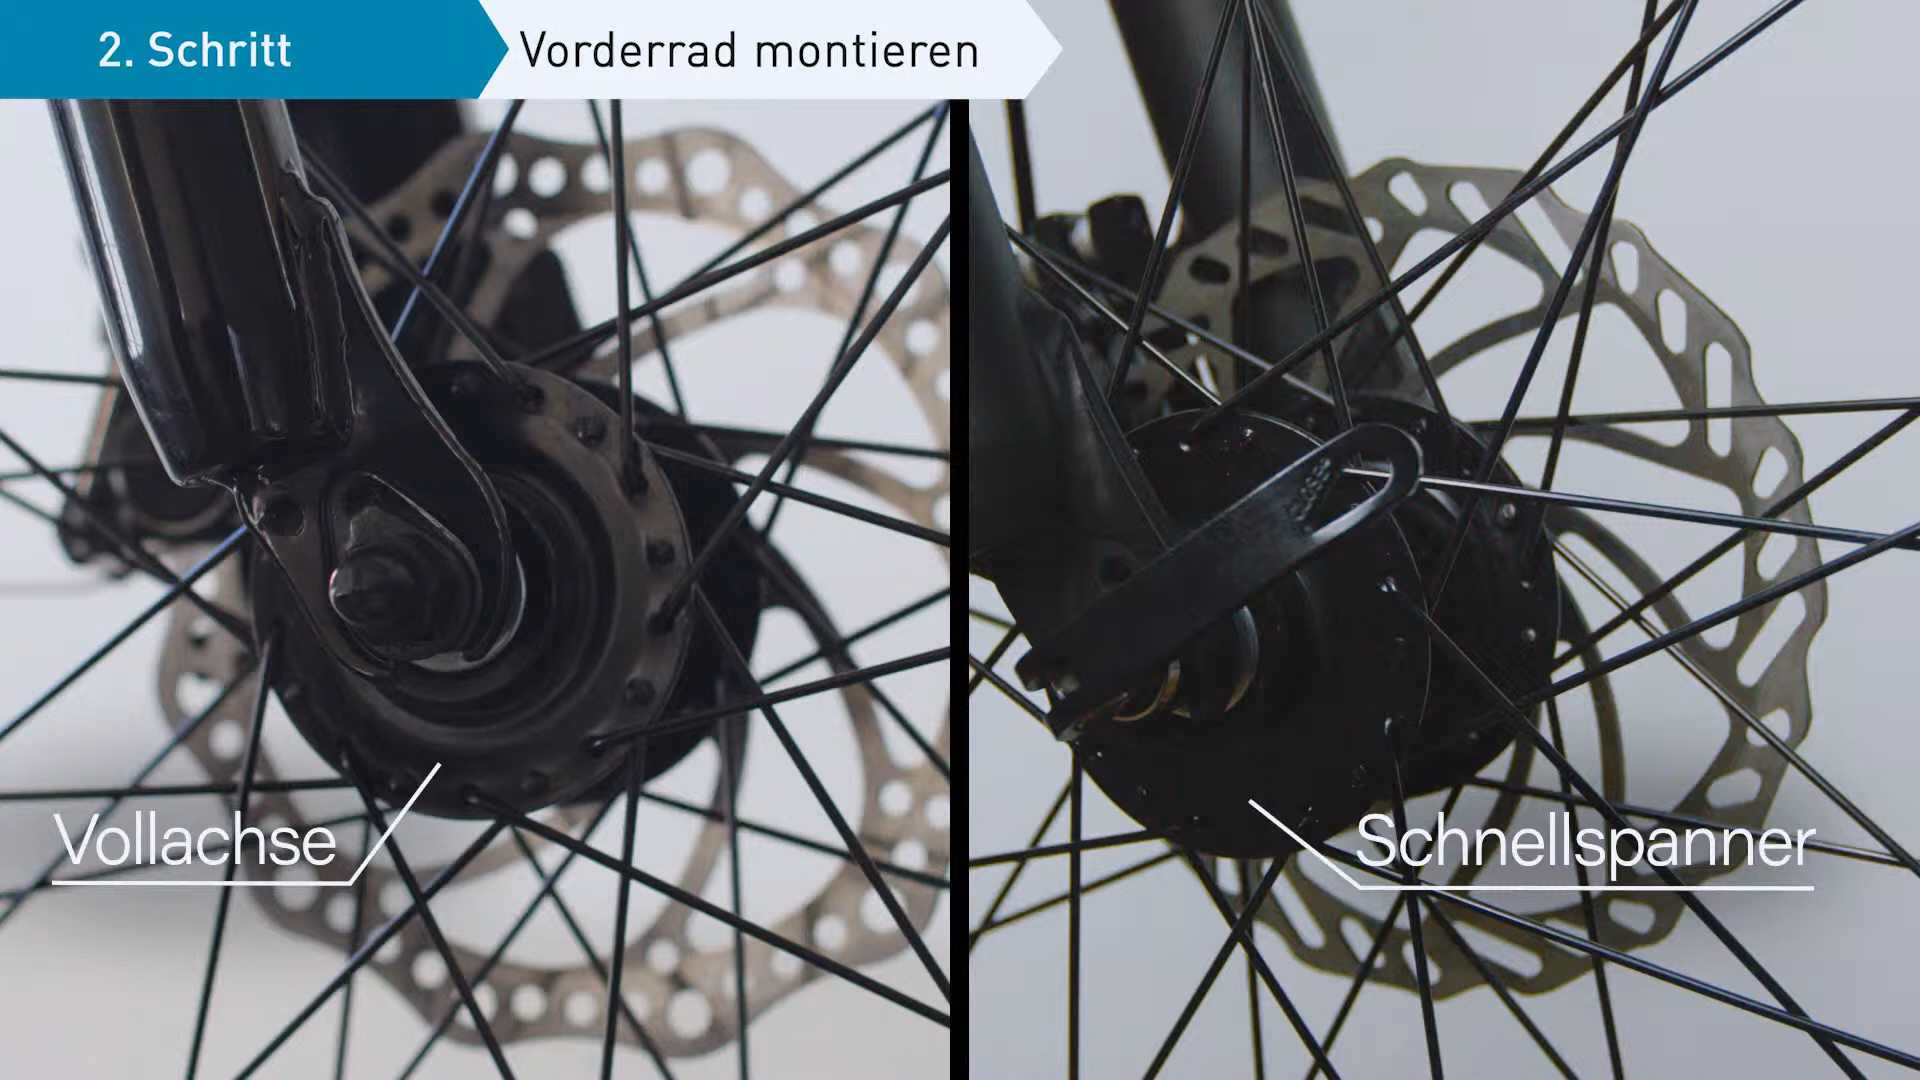 2. Schritt
Vorderrad montieren
Vollachse
Schnellspanner